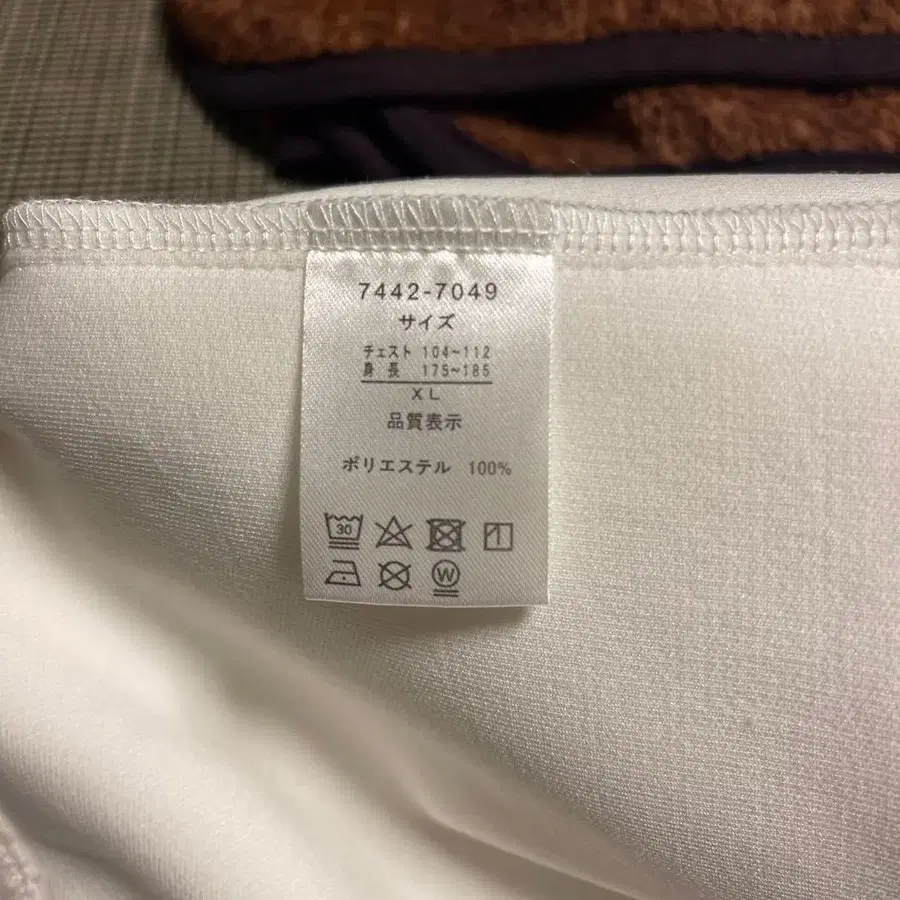 7442-7049
サイズ
チェスト 104~112
身長 175~185
XL
品質表示
ポリエステル 100%
30
W